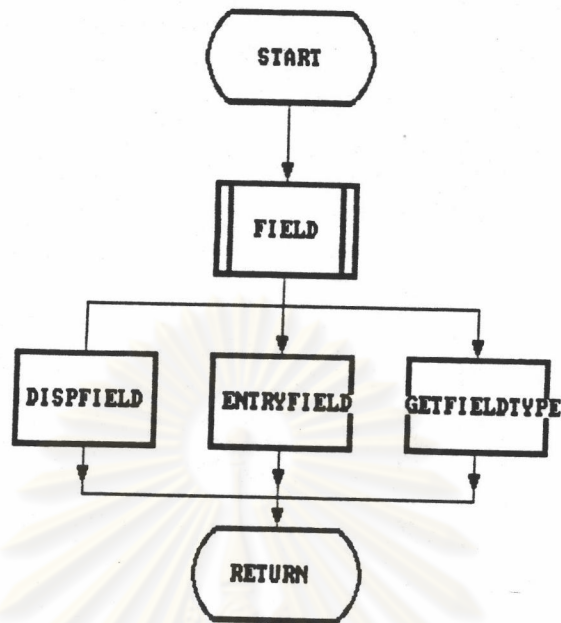 START
FIELD
DISPFIELD
ENTRYFIELD
GETFIELDTYPE
RETURN